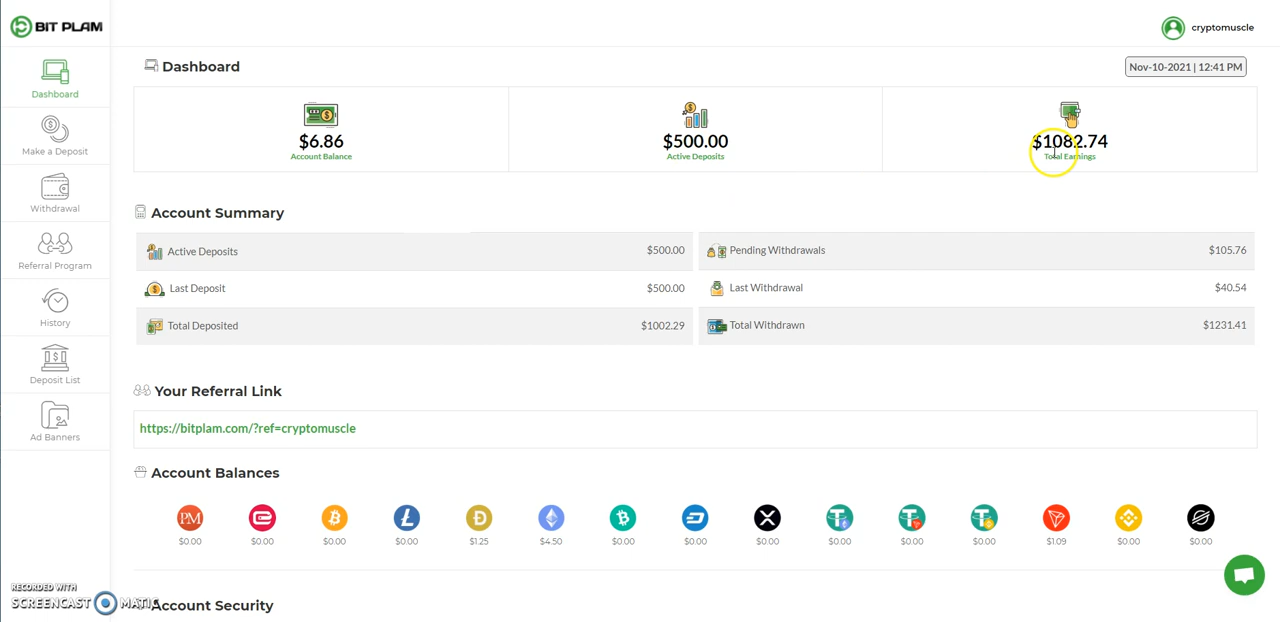 BIT PLAM
cryptomuscle
Dashboard
Nov-10-2021 | 12:41 PM
Dashboard
$6.86
Account Balance
$500.00
Active Deposits
$1082.74
Total Earnings
Make a Deposit
Withdrawal
Referral Program
History
Deposit List
Ad Banners
Account Summary
Active Deposits $500.00
Last Deposit $500.00
Total Deposited $1002.29
Pending Withdrawals $105.76
Last Withdrawal $40.54
Total Withdrawn $1231.41
Your Referral Link
https://bitplam.com/?ref=cryptomuscle
Account Balances
PM
$0.00 $0.00 $0.00 $0.00 $1.25 $4.50 $0.00 $0.00 $0.00 $0.00 $0.00 $0.00 $1.09 $0.00 $0.00
Account Security
RECORDED WITH
SCREENCAST MATIC